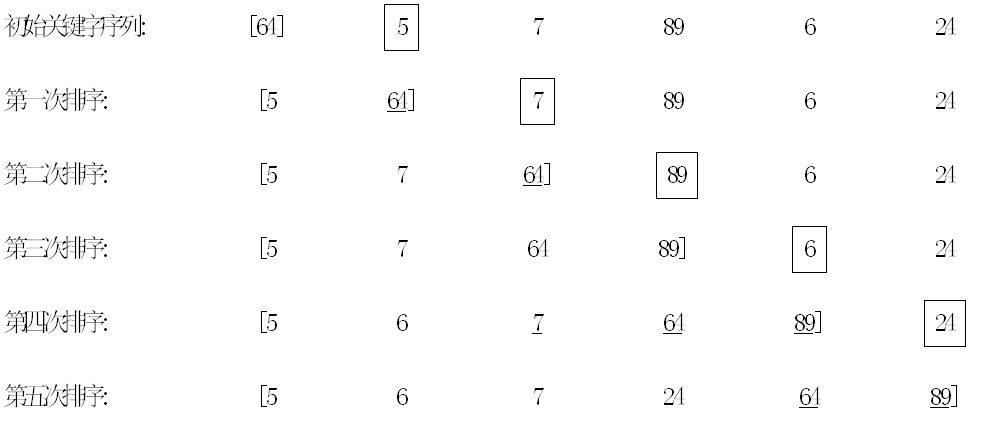 初始关键字序列: [64] 5 7 89 6 24
第一次排序: [5 64] 7 89 6 24
第二次排序: [5 7 64] 89 6 24
第三次排序: [5 7 64 89] 6 24
第四次排序: [5 6 7 64 89] 24
第五次排序: [5 6 7 24 64 89]